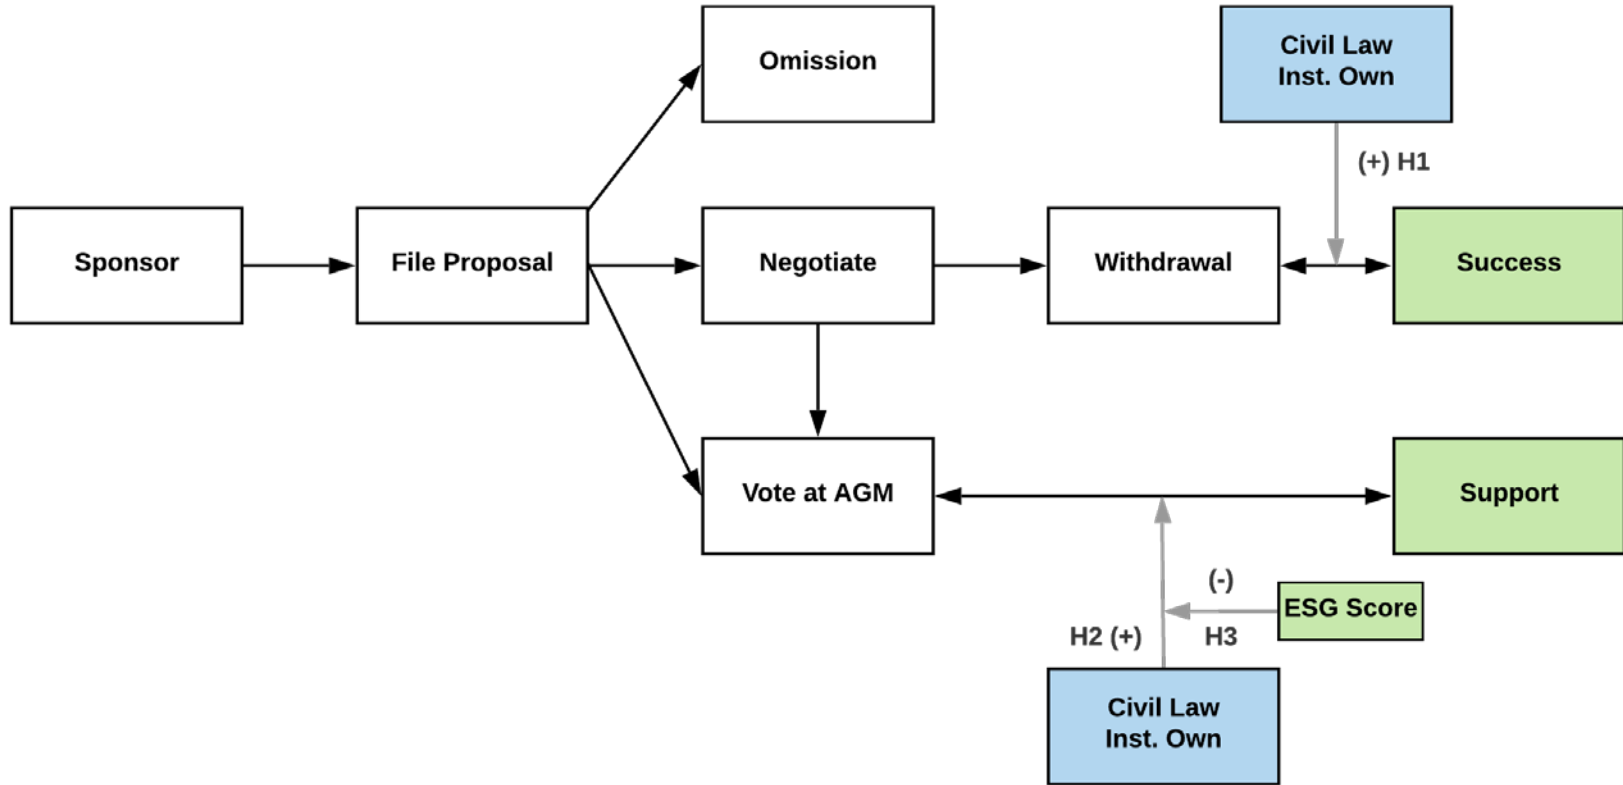 Omission
Civil Law
Inst. Own
(+) H1
Sponsor
File Proposal
Negotiate
Withdrawal
Success
Vote at AGM
Support
(-)
ESG Score
H2 (+)
H3
Civil Law
Inst. Own